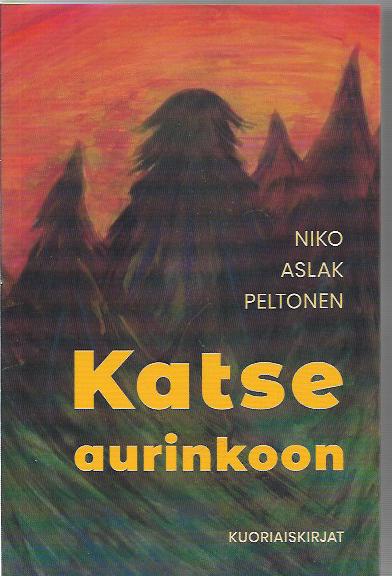 NIKO
ASLAK
PELTONEN
Katse
aurinkoon
KUORIAISKIRJAT